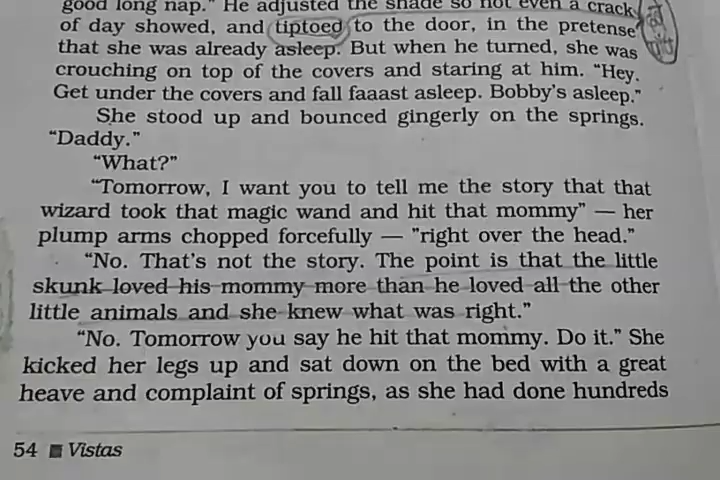 good long nap." He adjusted the shade so not even a crack
of day showed, and tiptoed to the door, in the pretense
that she was already asleep. But when he turned, she was
crouching on top of the covers and staring at him. “Hey.
Get under the covers and fall faaast asleep. Bobby’s asleep.”
She stood up and bounced gingerly on the springs.
“Daddy.”
“What?”
“Tomorrow, I want you to tell me the story that that
wizard took that magic wand and hit that mommy” — her
plump arms chopped forcefully — "right over the head.”
“No. That’s not the story. The point is that the little
skunk loved his mommy more than he loved all the other
little animals and she knew what was right.”
“No. Tomorrow you say he hit that mommy. Do it.” She
kicked her legs up and sat down on the bed with a great
heave and complaint of springs, as she had done hundreds
54 ■ Vistas